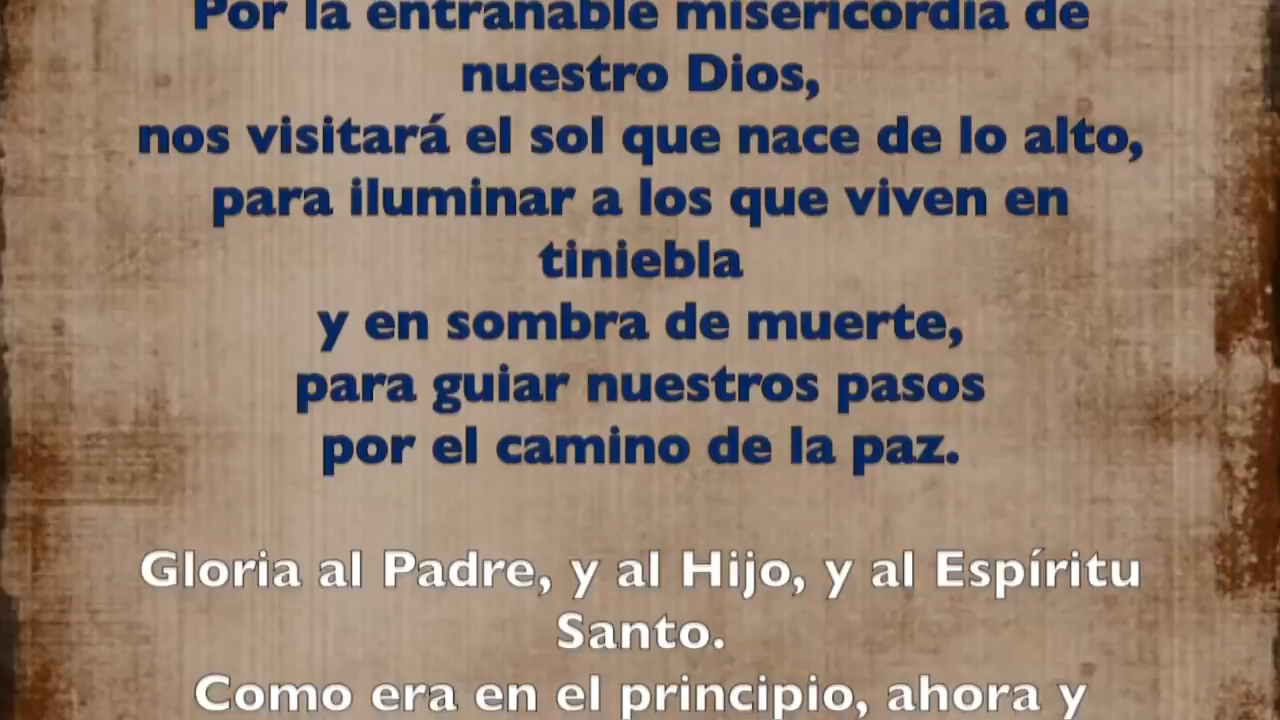 Por la entrañable misericordia de
nuestro Dios,
nos visitará el sol que nace de lo alto,
para iluminar a los que viven en
tiniebla
y en sombra de muerte,
para guiar nuestros pasos
por el camino de la paz.
Gloria al Padre, y al Hijo, y al Espíritu
Santo.
Como era en el principio, ahora y